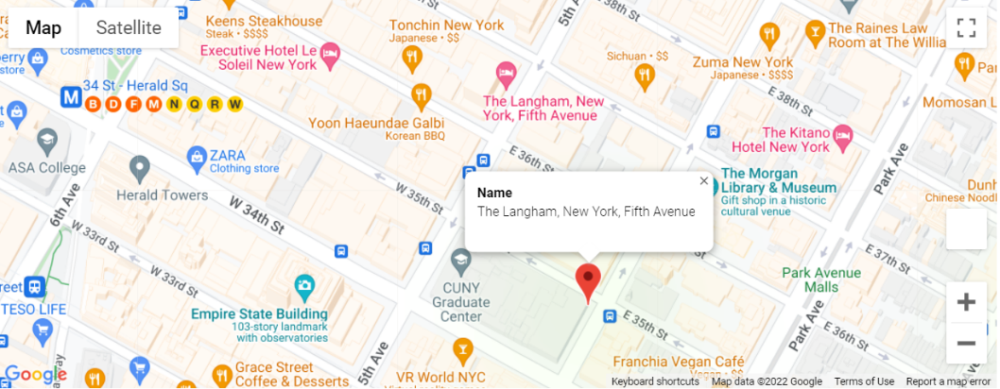 Map
Satellite
Keens Steakhouse
Steak • $$$$
Tonchin New York
Japanese • $$
5th Ave
The Raines Law
Room at The Willia
Cosmetics store
Executive Hotel Le
Soleil New York
Sichuan • $$
Zuma New York
Japanese • $$$$
Par
berry
store
34 St - Herald Sq
M
B D F M N Q R W
The Langham, New
York, Fifth Avenue
E 38th St
Momosan
Yoon Haeundae Galbi
Korean BBQ
The Kitano
Hotel New York
ASA College
ZARA
Clothing store
E 36th St
Park Ave
Herald Towers
W 35th St
The Morgan
Library & Museum
Gift shop in a historic
cultural venue
Dunh
Chinese Noodl
Name
The Langham, New York, Fifth Avenue
6th Ave
W 34th St
W 33rd St
W 33rd St
E 37th St
Street
TESO LIFE
CUNY
Graduate
Center
Park Avenue
Malls
Empire State Building
103-story landmark
with observatories
E 35th St
Park Ave
E 36th St
5th Ave
Grace Street
Coffee & Desserts
VR World NYC
Franchia Vegan Café
Google
Keyboard shortcuts
Map data ©2022 Google
Terms of Use
Report a map error